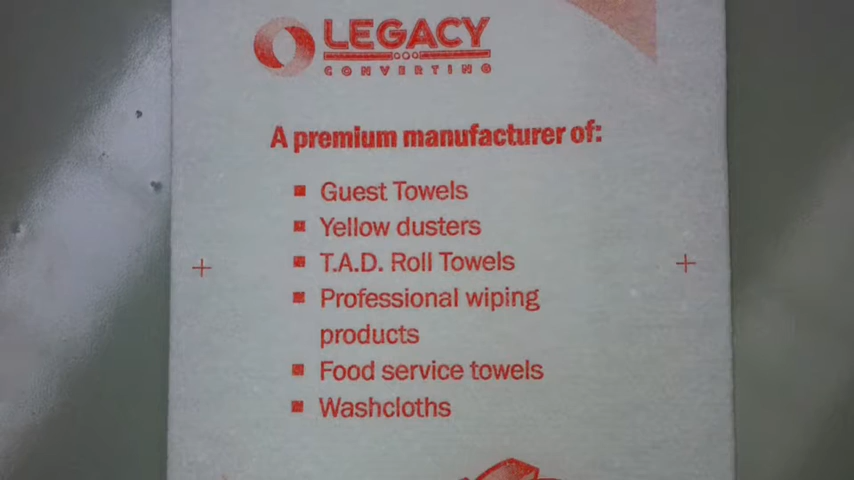 LEGACY
CONVERTING
A premium manufacturer of:
Guest Towels
Yellow dusters
T.A.D. Roll Towels
Professional wiping
products
Food service towels
Washcloths